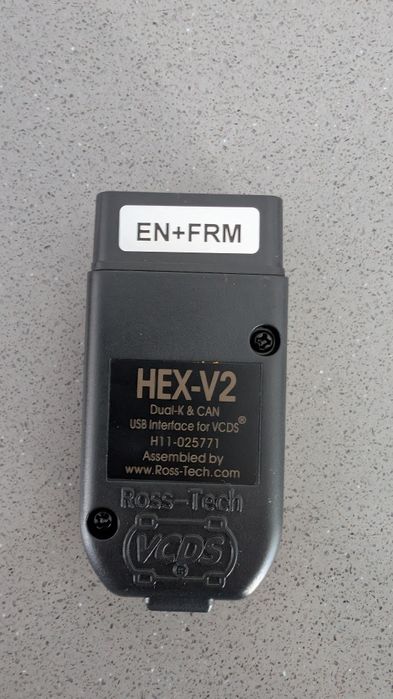 EN+FRM
HEX-V2
Dual-K & CAN
USB Interface for VCDS®
H11-025771
Assembled by
www.Ross-Tech.com
Ross-Tech
VCDS
®